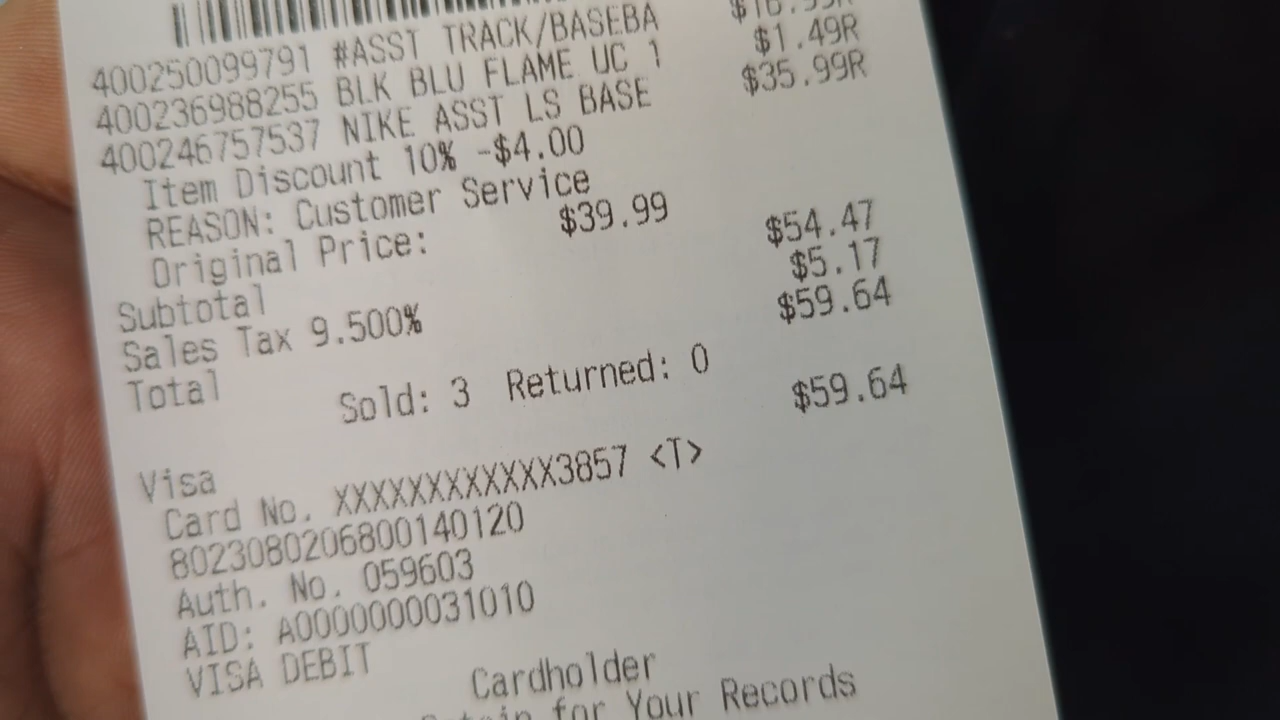 400250099791 #ASST TRACK/BASEBA $16.99R
400236988255 BLK BLU FLAME UC 1 $1.49R
400246757537 NIKE ASST LS BASE $35.99R
Item Discount 10% -$4.00
REASON: Customer Service
Original Price: $39.99
Subtotal $54.47
Sales Tax 9.500% $5.17
Total $59.64
Sold: 3 Returned: 0
Visa $59.64
Card No. XXXXXXXXXXXX3857 <T>
8023080206800140120
Auth. No. 059603
AID: A0000000031010
VISA DEBIT
Cardholder
for Your Records